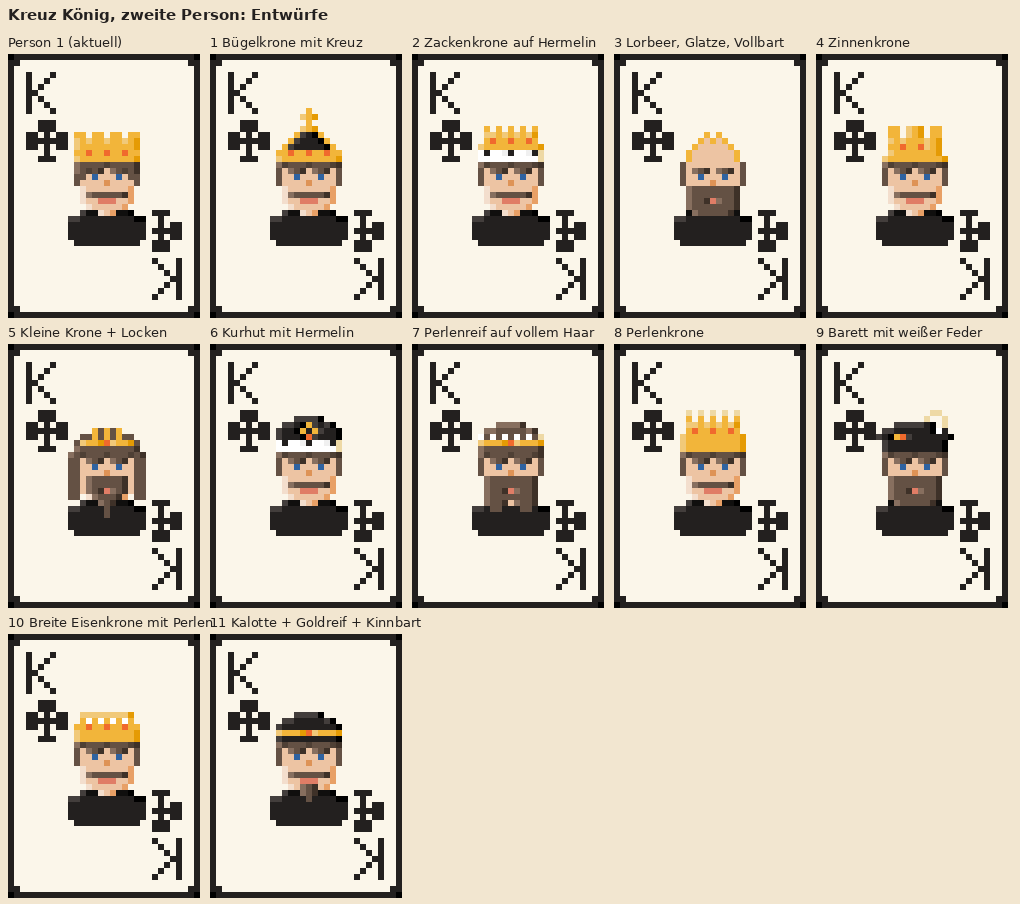 Kreuz König, zweite Person: Entwürfe
Person 1 (aktuell)
1 Bügelkrone mit Kreuz
2 Zackenkrone auf Hermelin
3 Lorbeer, Glatze, Vollbart
4 Zinnenkrone
K
K
K
K
K
K
K
K
K
K
5 Kleine Krone + Locken
6 Kurhut mit Hermelin
7 Perlenreif auf vollem Haar
8 Perlenkrone
9 Barett mit weißer Feder
K
K
K
K
K
K
K
K
K
K
10 Breite Eisenkrone mit Perlen
11 Kalotte + Goldreif + Kinnbart
K
K
K
K